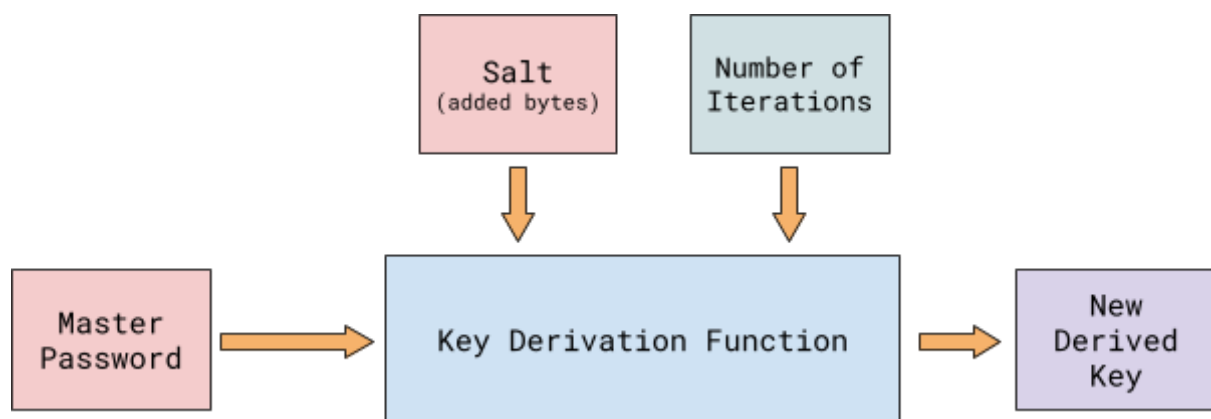 Salt
(added bytes)
Number of
Iterations
Master
Password
Key Derivation Function
New
Derived
Key